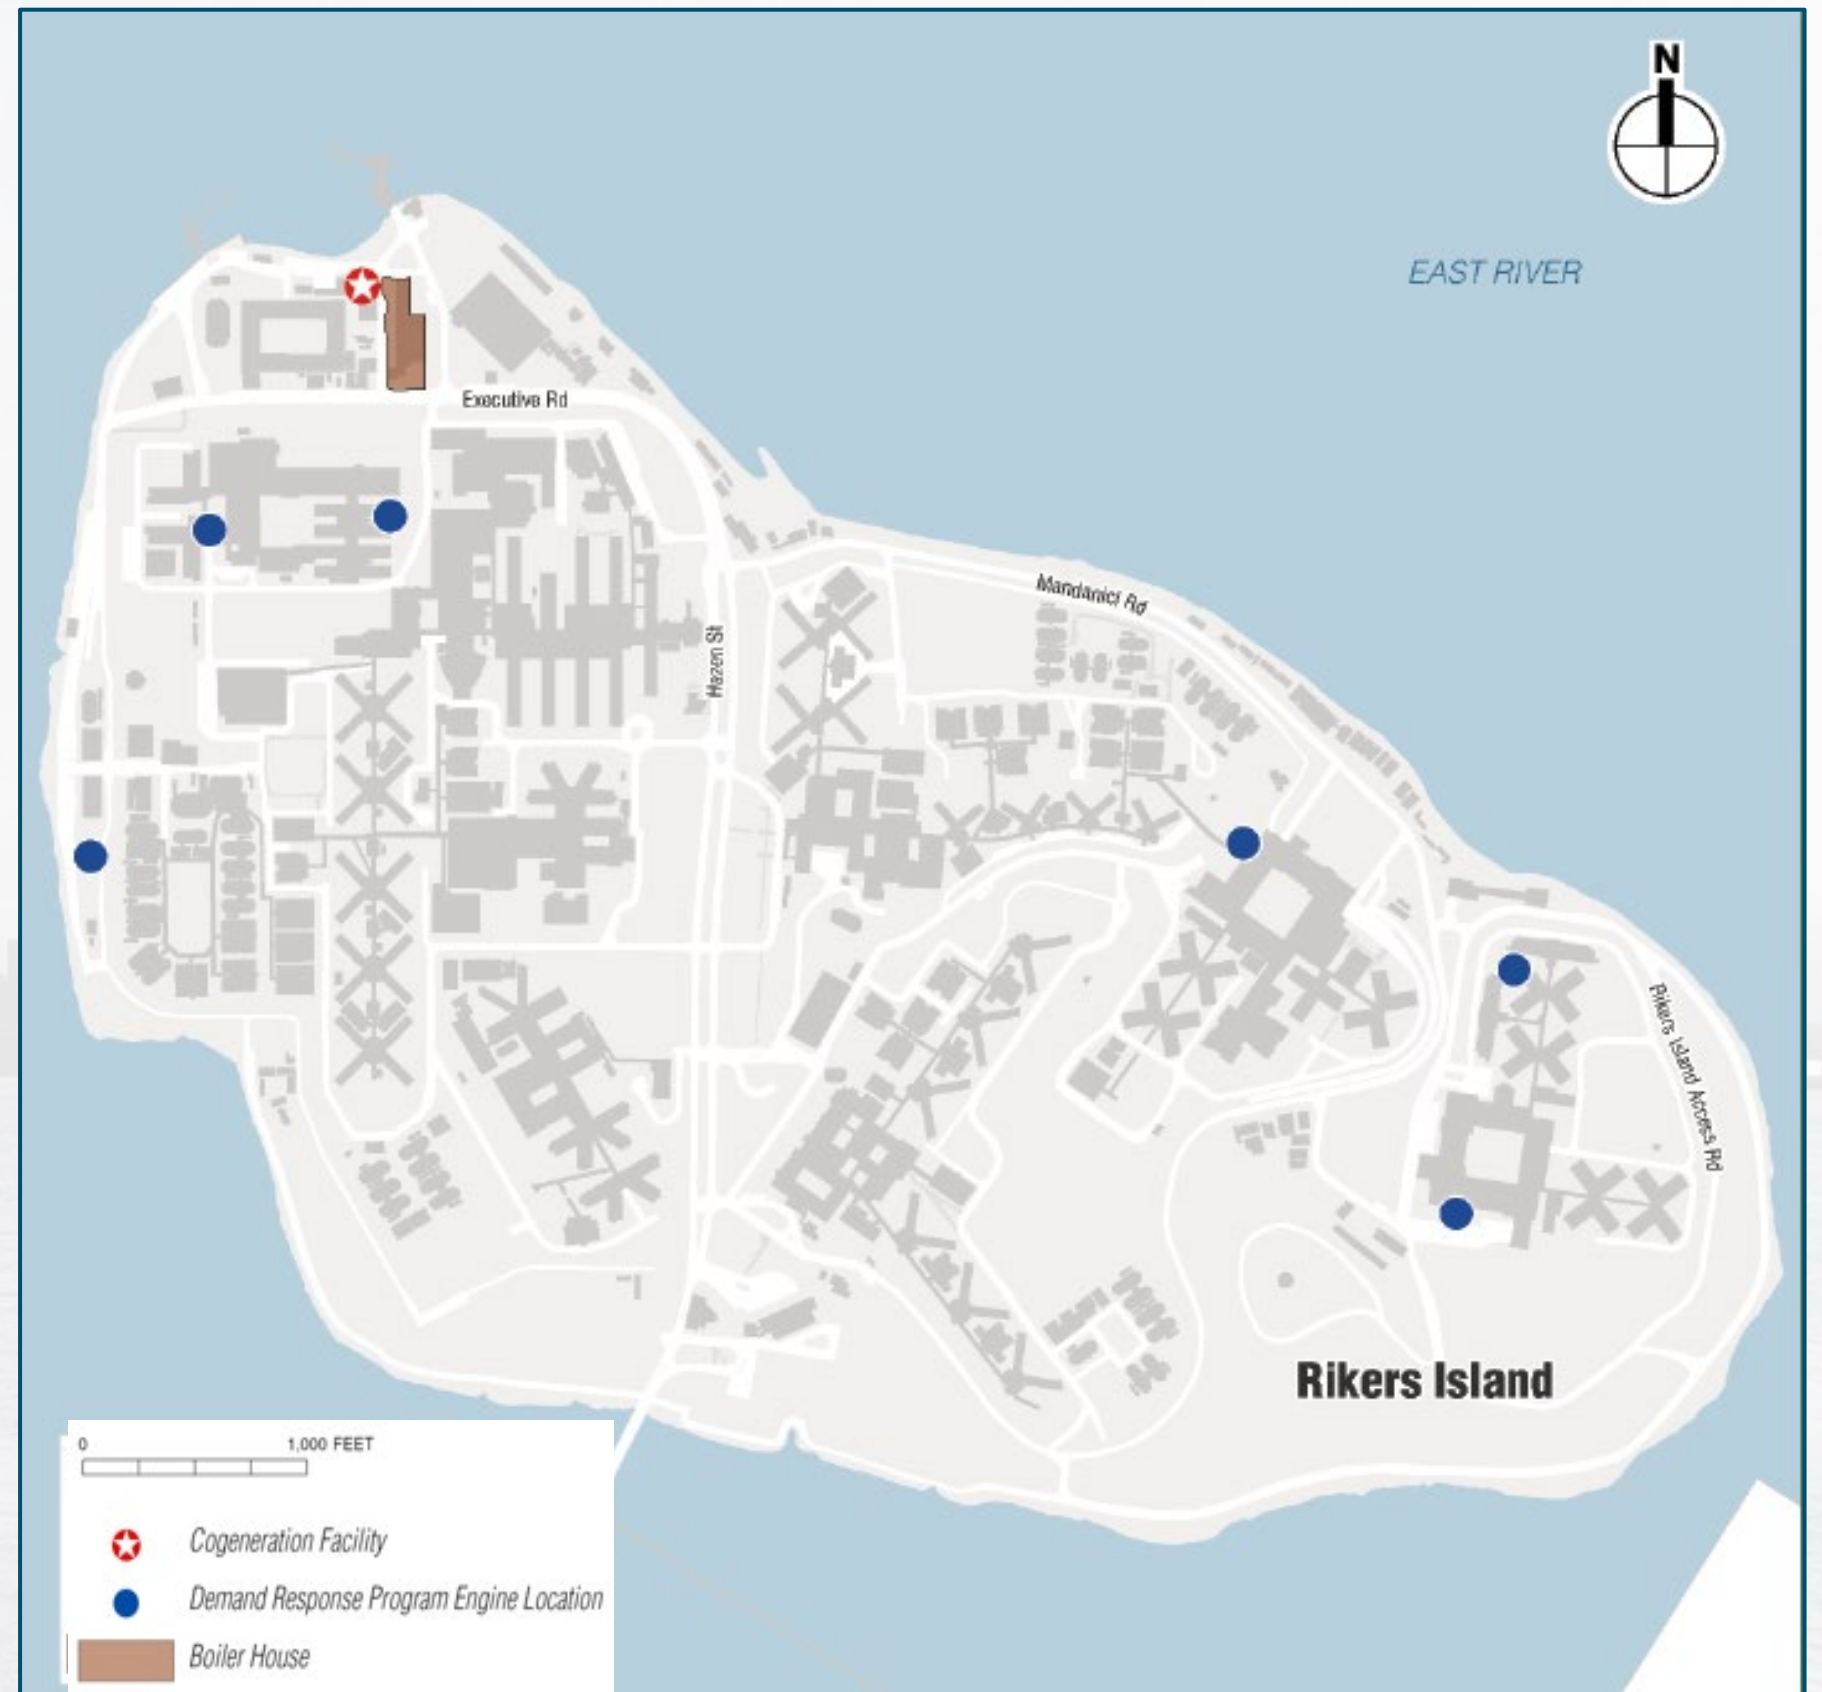 N
EAST RIVER
Executive Rd
Mandanici Rd
Hazen St
Rikers Island Access Rd
Rikers Island
0 1,000 FEET
Cogeneration Facility
Demand Response Program Engine Location
Boiler House